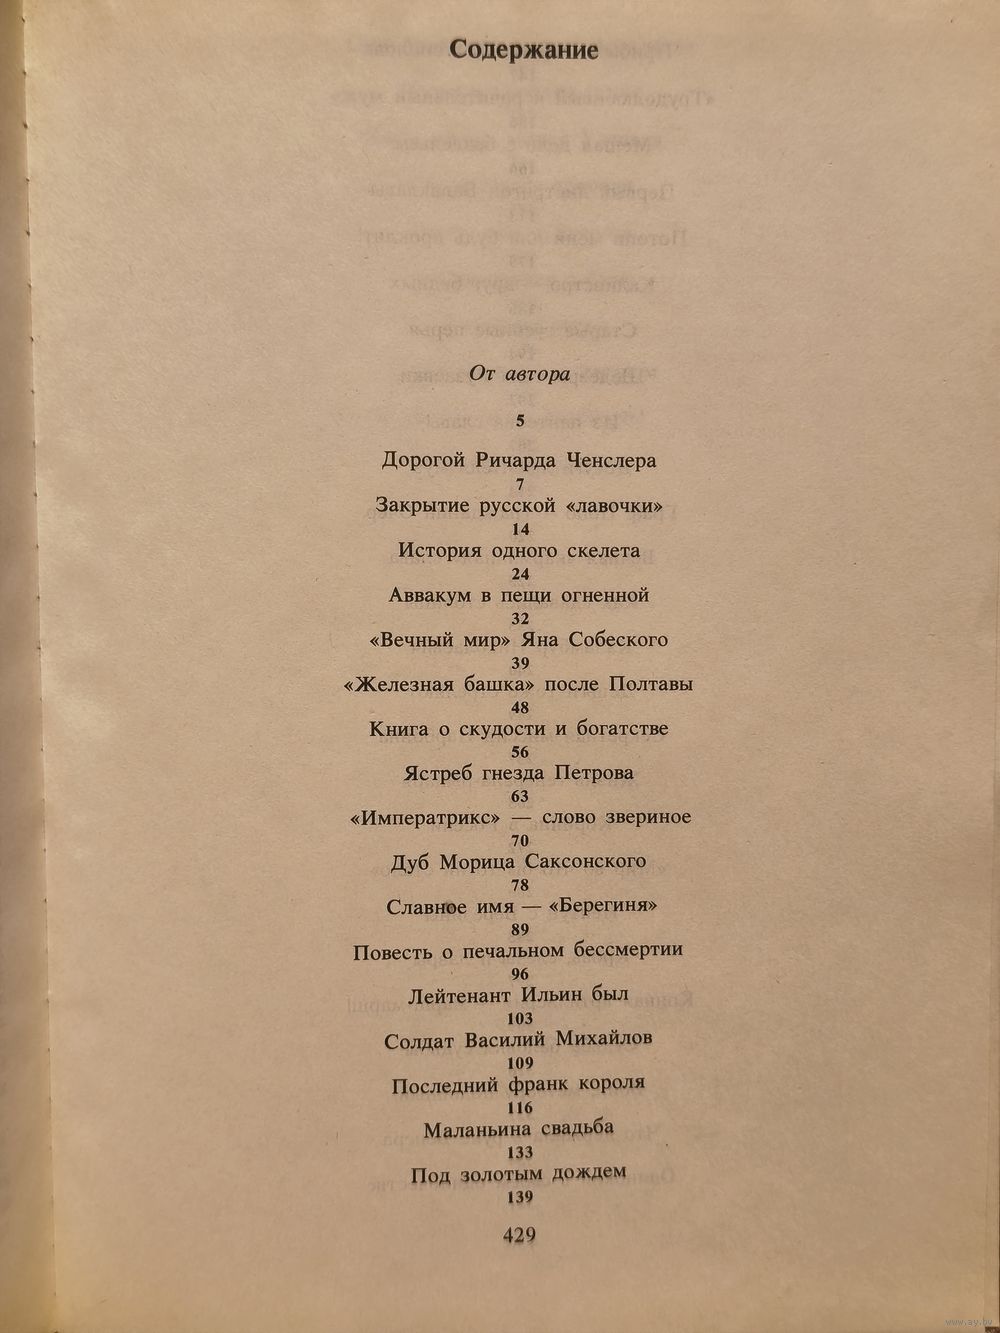 Содержание
От автора
5
Дорогой Ричарда Ченслера
7
Закрытие русской «лавочки»
14
История одного скелета
24
Аввакум в пещи огненной
32
«Вечный мир» Яна Собеского
39
«Железная башка» после Полтавы
48
Книга о скудости и богатстве
56
Ястреб гнезда Петрова
63
«Императрикс» — слово звериное
70
Дуб Морица Саксонского
78
Славное имя — «Берегиня»
89
Повесть о печальном бессмертии
96
Лейтенант Ильин был
103
Солдат Василий Михайлов
109
Последний франк короля
116
Маланьина свадьба
133
Под золотым дождем
139
429
www.ay.by